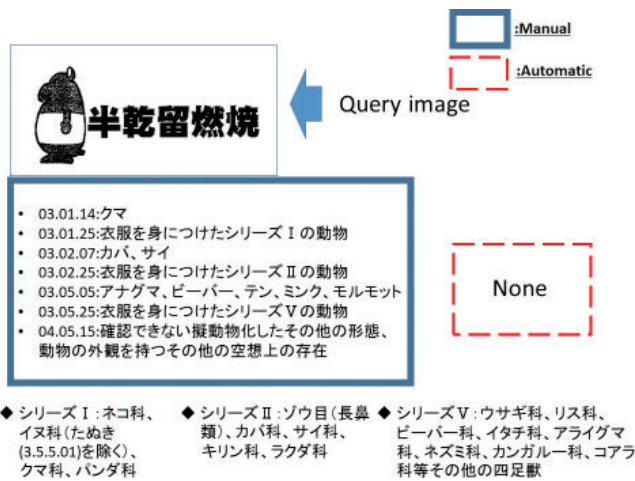 :Manual
:Automatic
半乾留燃焼
Query image
• 03.01.14:クマ
• 03.01.25:衣服を身につけたシリーズⅠの動物
• 03.02.07:カバ、サイ
• 03.02.25:衣服を身につけたシリーズⅡの動物
• 03.05.05:アナグマ、ビーバー、テン、ミンク、モルモット
• 03.05.25:衣服を身につけたシリーズⅤの動物
• 04.05.15:確認できない擬動物化したその他の形態、
動物の外観を持つその他の空想上の存在
None
◆ シリーズⅠ:ネコ科、
イヌ科(たぬき
(3.5.5.01)を除く)、
クマ科、パンダ科
◆ シリーズⅡ:ゾウ目(長鼻
類)、カバ科、サイ科、
キリン科、ラクダ科
◆ シリーズⅤ:ウサギ科、リス科、
ビーバー科、イタチ科、アライグマ
科、ネズミ科、カンガルー科、コアラ
科等その他の四足獣